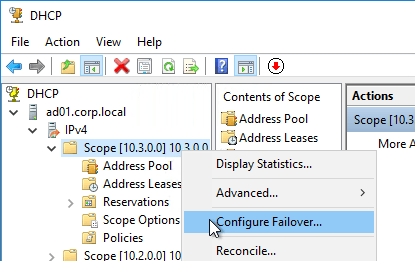 DHCP
File Action View Help
DHCP
ad01.corp.local
IPv4
Scope [10.3.0.0] 10.3.0.0
Address Pool
Address Leases
Reservations
Scope Options
Policies
Scope [10.2.0.0]
Contents of Scope
Address Pool
Address Leases
Actions
Scope [10.3.0.0]
More A
Display Statistics...
Advanced...
Configure Failover...
Reconcile...